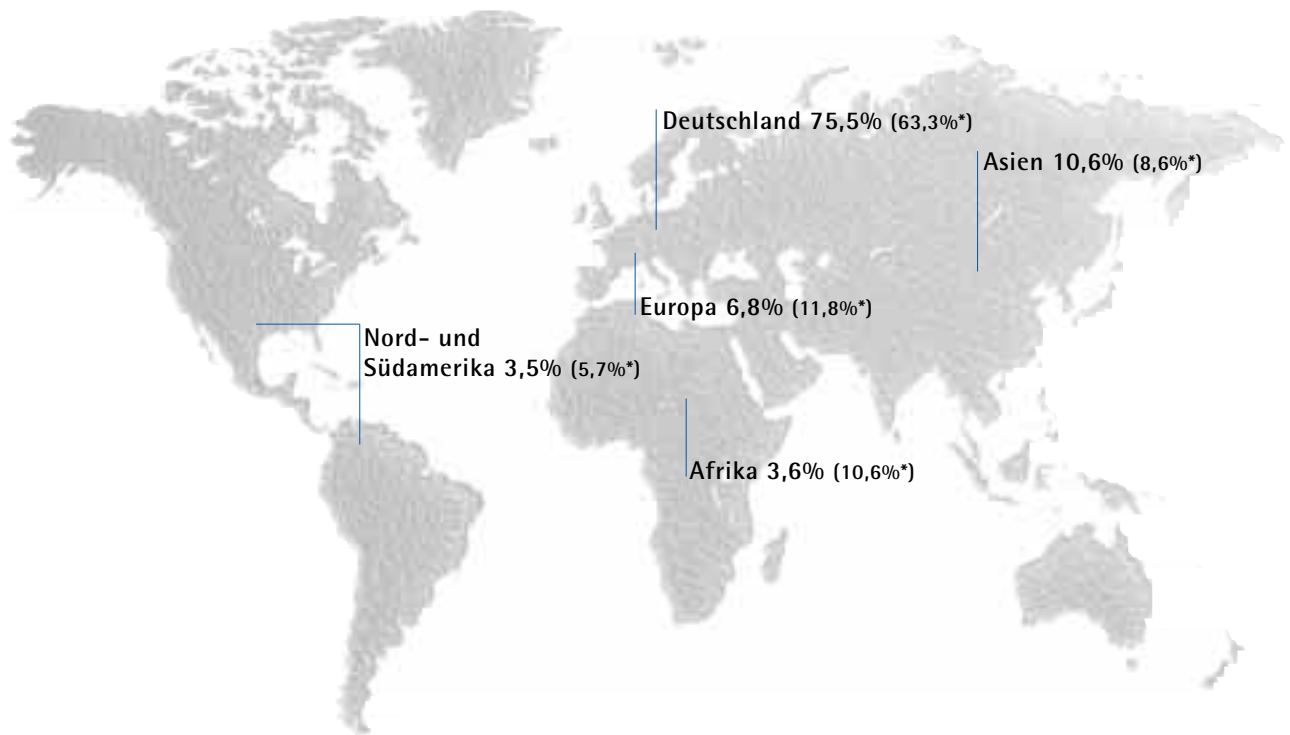 Deutschland 75,5% (63,3%*)
Asien 10,6% (8,6%*)
Europa 6,8% (11,8%*)
Nord- und
Südamerika 3,5% (5,7%*)
Afrika 3,6% (10,6%*)